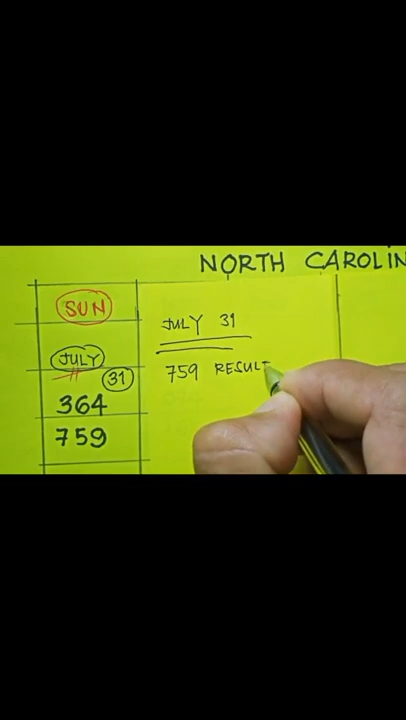 NORTH CAROLIN
SUN
JULY
31
364
759
JULY 31
759 RESULT